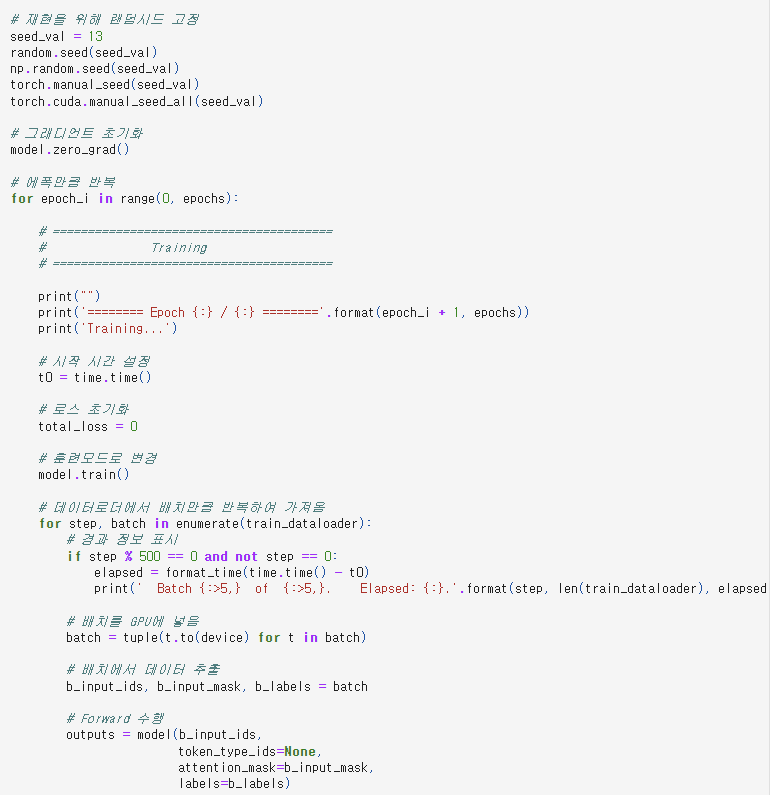 # 재현을 위해 랜덤시드 고정
seed_val = 13
random.seed(seed_val)
np.random.seed(seed_val)
torch.manual_seed(seed_val)
torch.cuda.manual_seed_all(seed_val)

# 그래디언트 초기화
model.zero_grad()

# 에폭만큼 반복
for epoch_i in range(0, epochs):

    # ========================================
    #               Training
    # ========================================

    print("")
    print('======== Epoch {:} / {:} ========'.format(epoch_i + 1, epochs))
    print('Training...')

    # 시작 시간 설정
    t0 = time.time()

    # 로스 초기화
    total_loss = 0

    # 훈련모드로 변경
    model.train()

    # 데이터로더에서 배치만큼 반복하여 가져옴
    for step, batch in enumerate(train_dataloader):
        # 경과 정보 표시
        if step % 500 == 0 and not step == 0:
            elapsed = format_time(time.time() - t0)
            print('  Batch {:>5,}  of  {:>5,}.    Elapsed: {:}.'.format(step, len(train_dataloader), elapsed

        # 배치를 GPU에 넣음
        batch = tuple(t.to(device) for t in batch)

        # 배치에서 데이터 추출
        b_input_ids, b_input_mask, b_labels = batch

        # Forward 수행
        outputs = model(b_input_ids,
                        token_type_ids=None,
                        attention_mask=b_input_mask,
                        labels=b_labels)